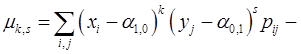 μ_{k,s} = ∑_{i,j} (x_i − α_{1,0})^k (y_j − α_{0,1})^s p_{ij} −